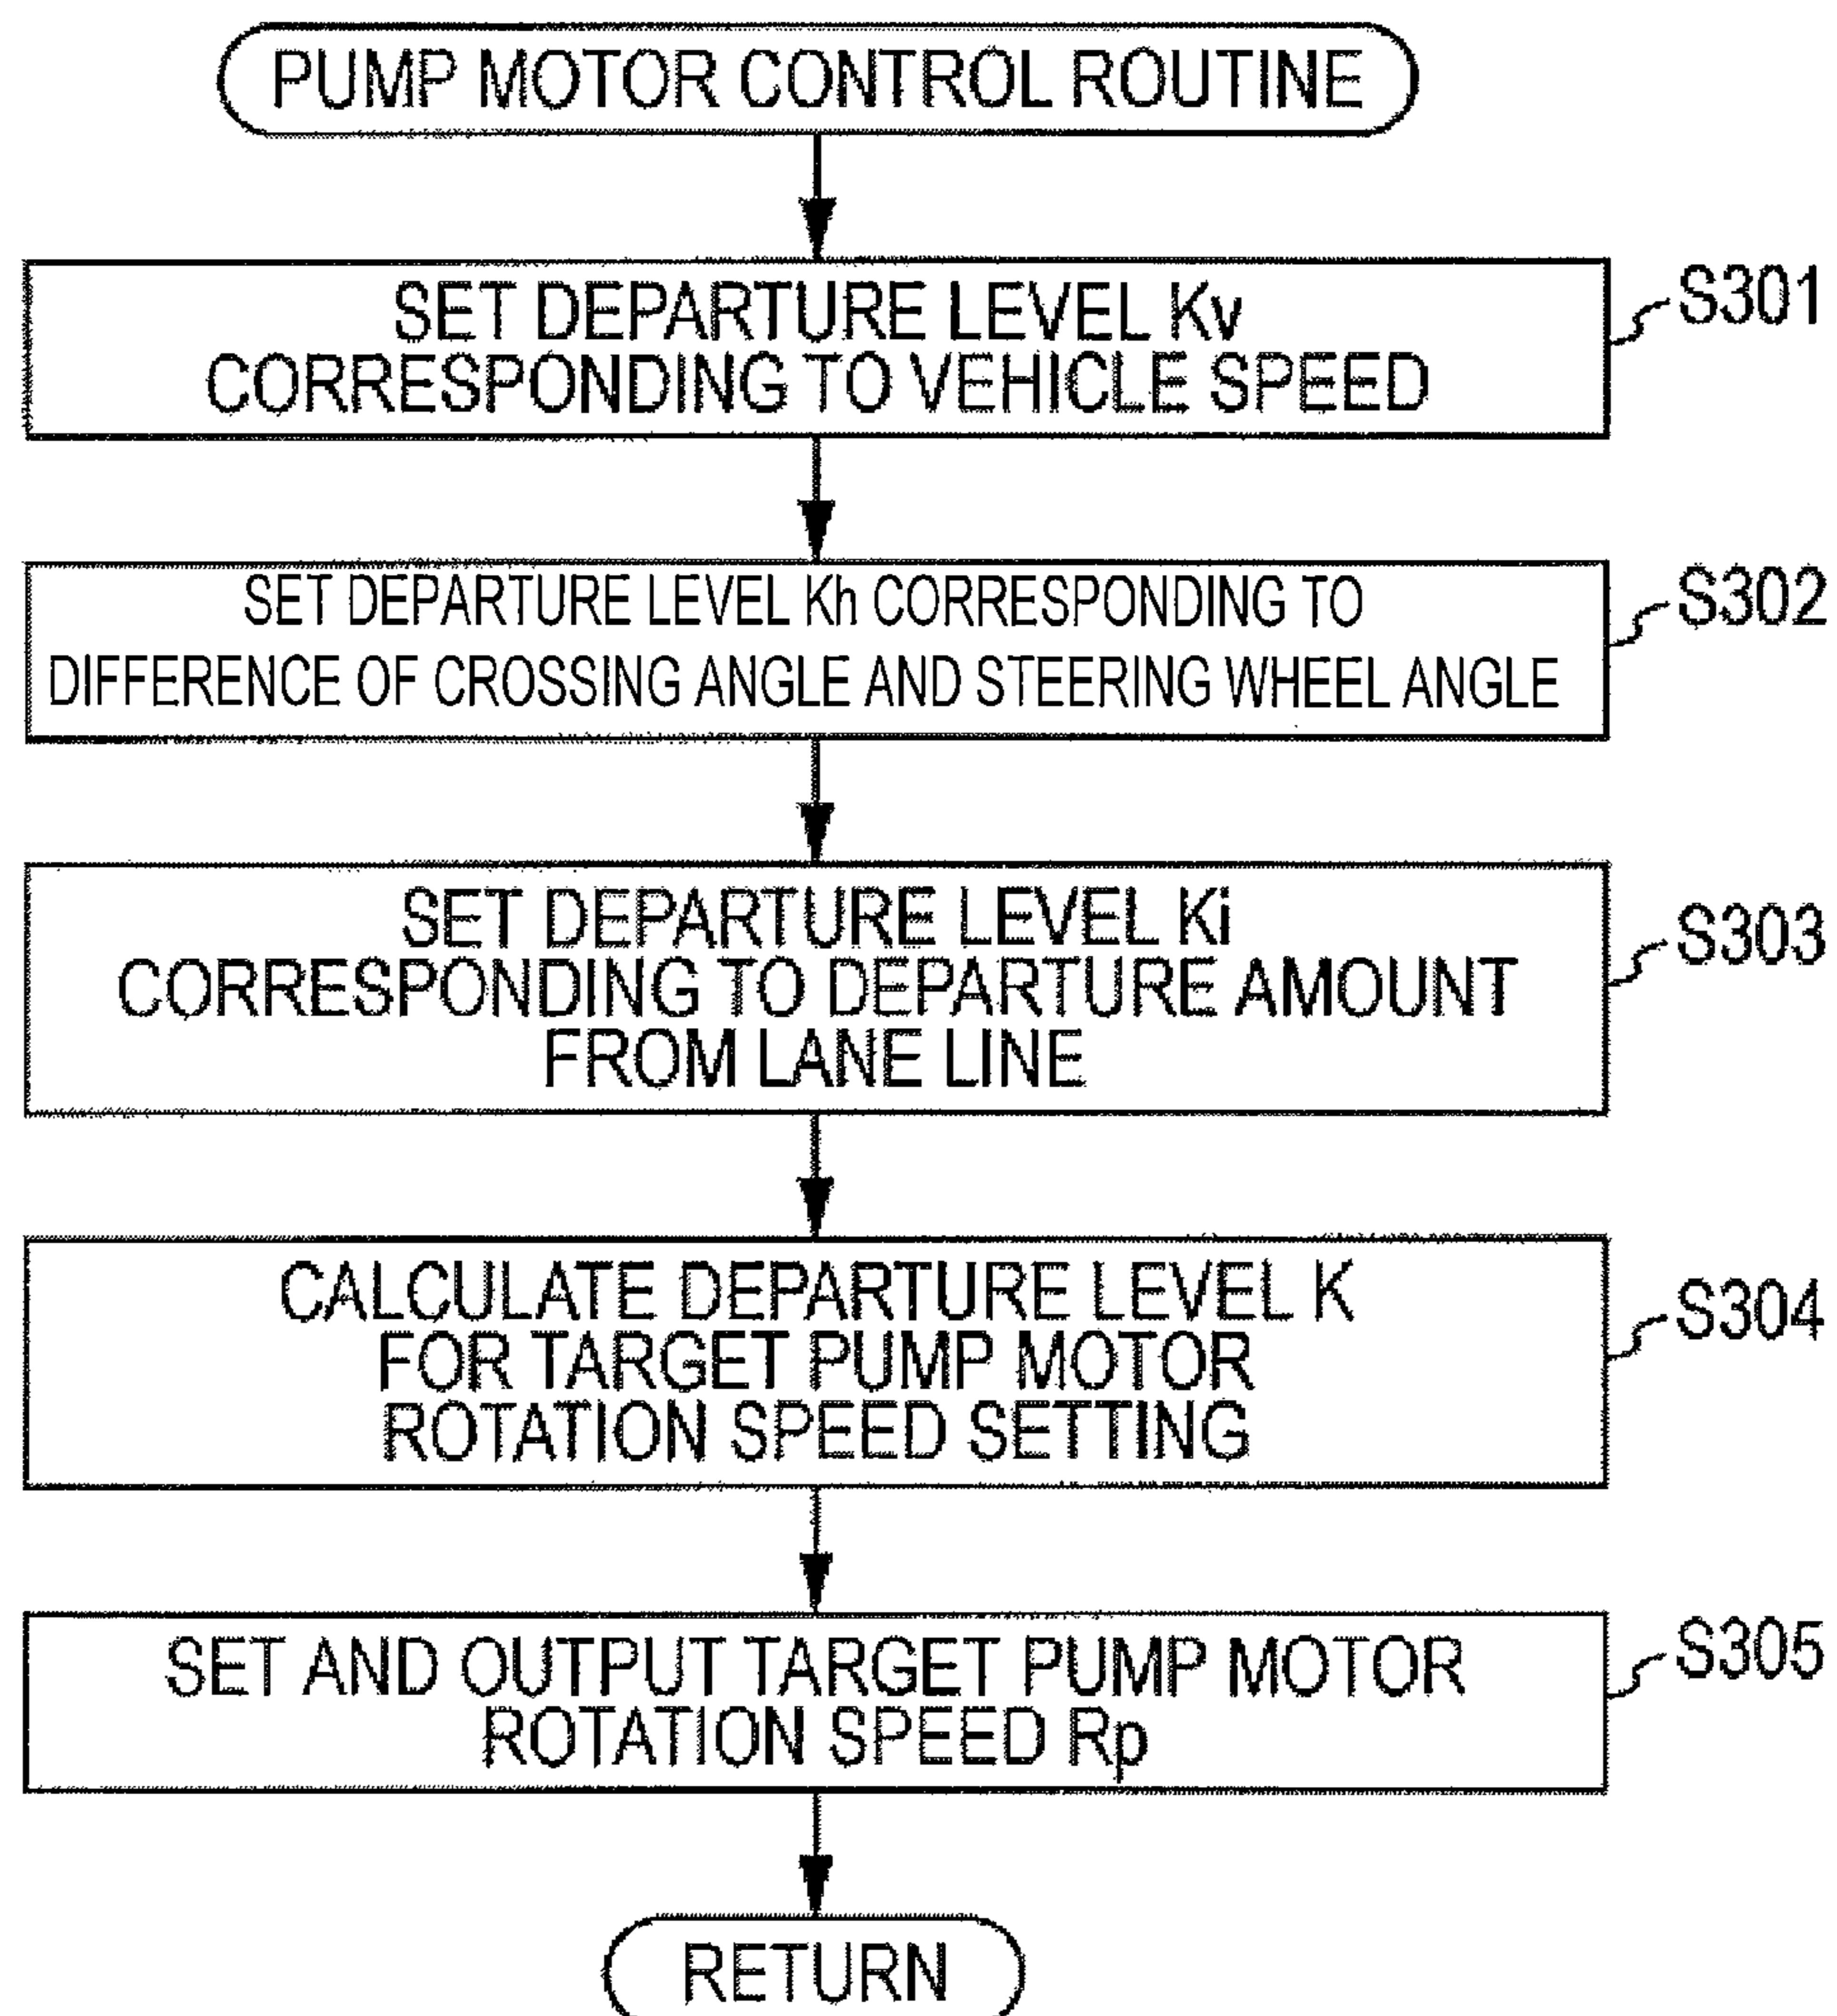 PUMP MOTOR CONTROL ROUTINE
SET DEPARTURE LEVEL Kv
CORRESPONDING TO VEHICLE SPEED
S301
SET DEPARTURE LEVEL Kh CORRESPONDING TO
DIFFERENCE OF CROSSING ANGLE AND STEERING WHEEL ANGLE
S302
SET DEPARTURE LEVEL Ki
CORRESPONDING TO DEPARTURE AMOUNT
FROM LANE LINE
S303
CALCULATE DEPARTURE LEVEL K
FOR TARGET PUMP MOTOR
ROTATION SPEED SETTING
S304
SET AND OUTPUT TARGET PUMP MOTOR
ROTATION SPEED Rp
S305
RETURN